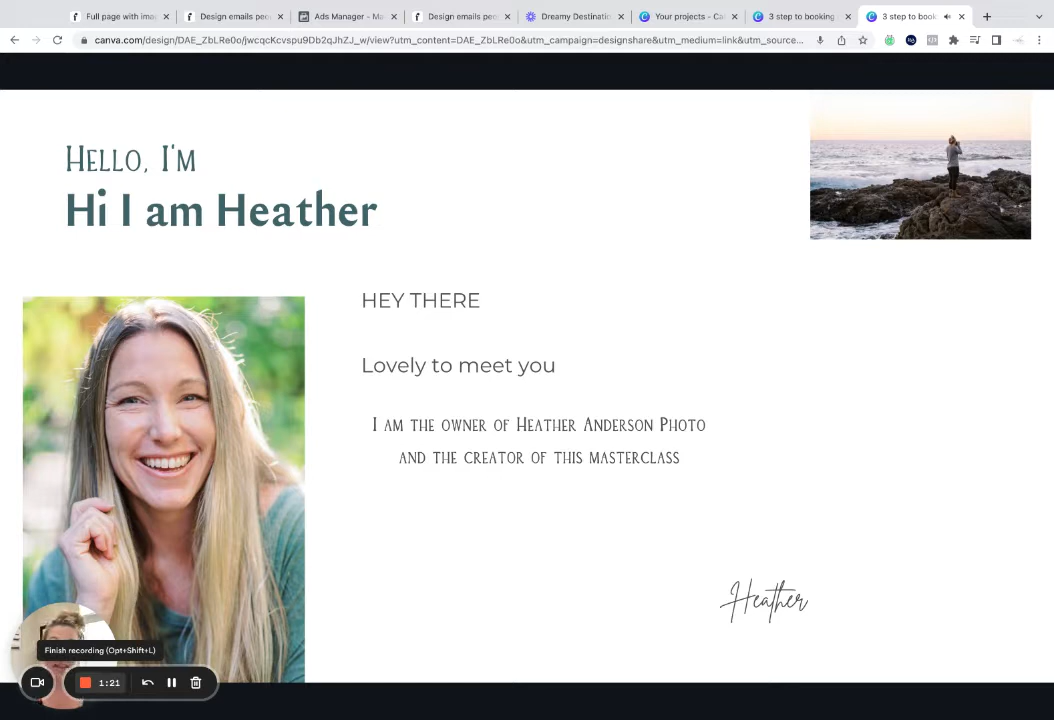 Full page with ima
Design emails peo
Ads Manager - Ma
Design emails peo
Dreamy Destinatio
Your projects - Ca
3 step to booking
3 step to book
canva.com/design/DAE_ZbLRe0o/jwcqcKcvspu9Db2qJhZJ_w/view?utm_content=DAE_ZbLRe0o&utm_campaign=designshare&utm_medium=link&utm_source...
Hello, I'm
Hi I am Heather
HEY THERE
Lovely to meet you
I am the owner of Heather Anderson Photo
and the creator of this masterclass
Heather
Finish recording (Opt+Shift+L)
1:21